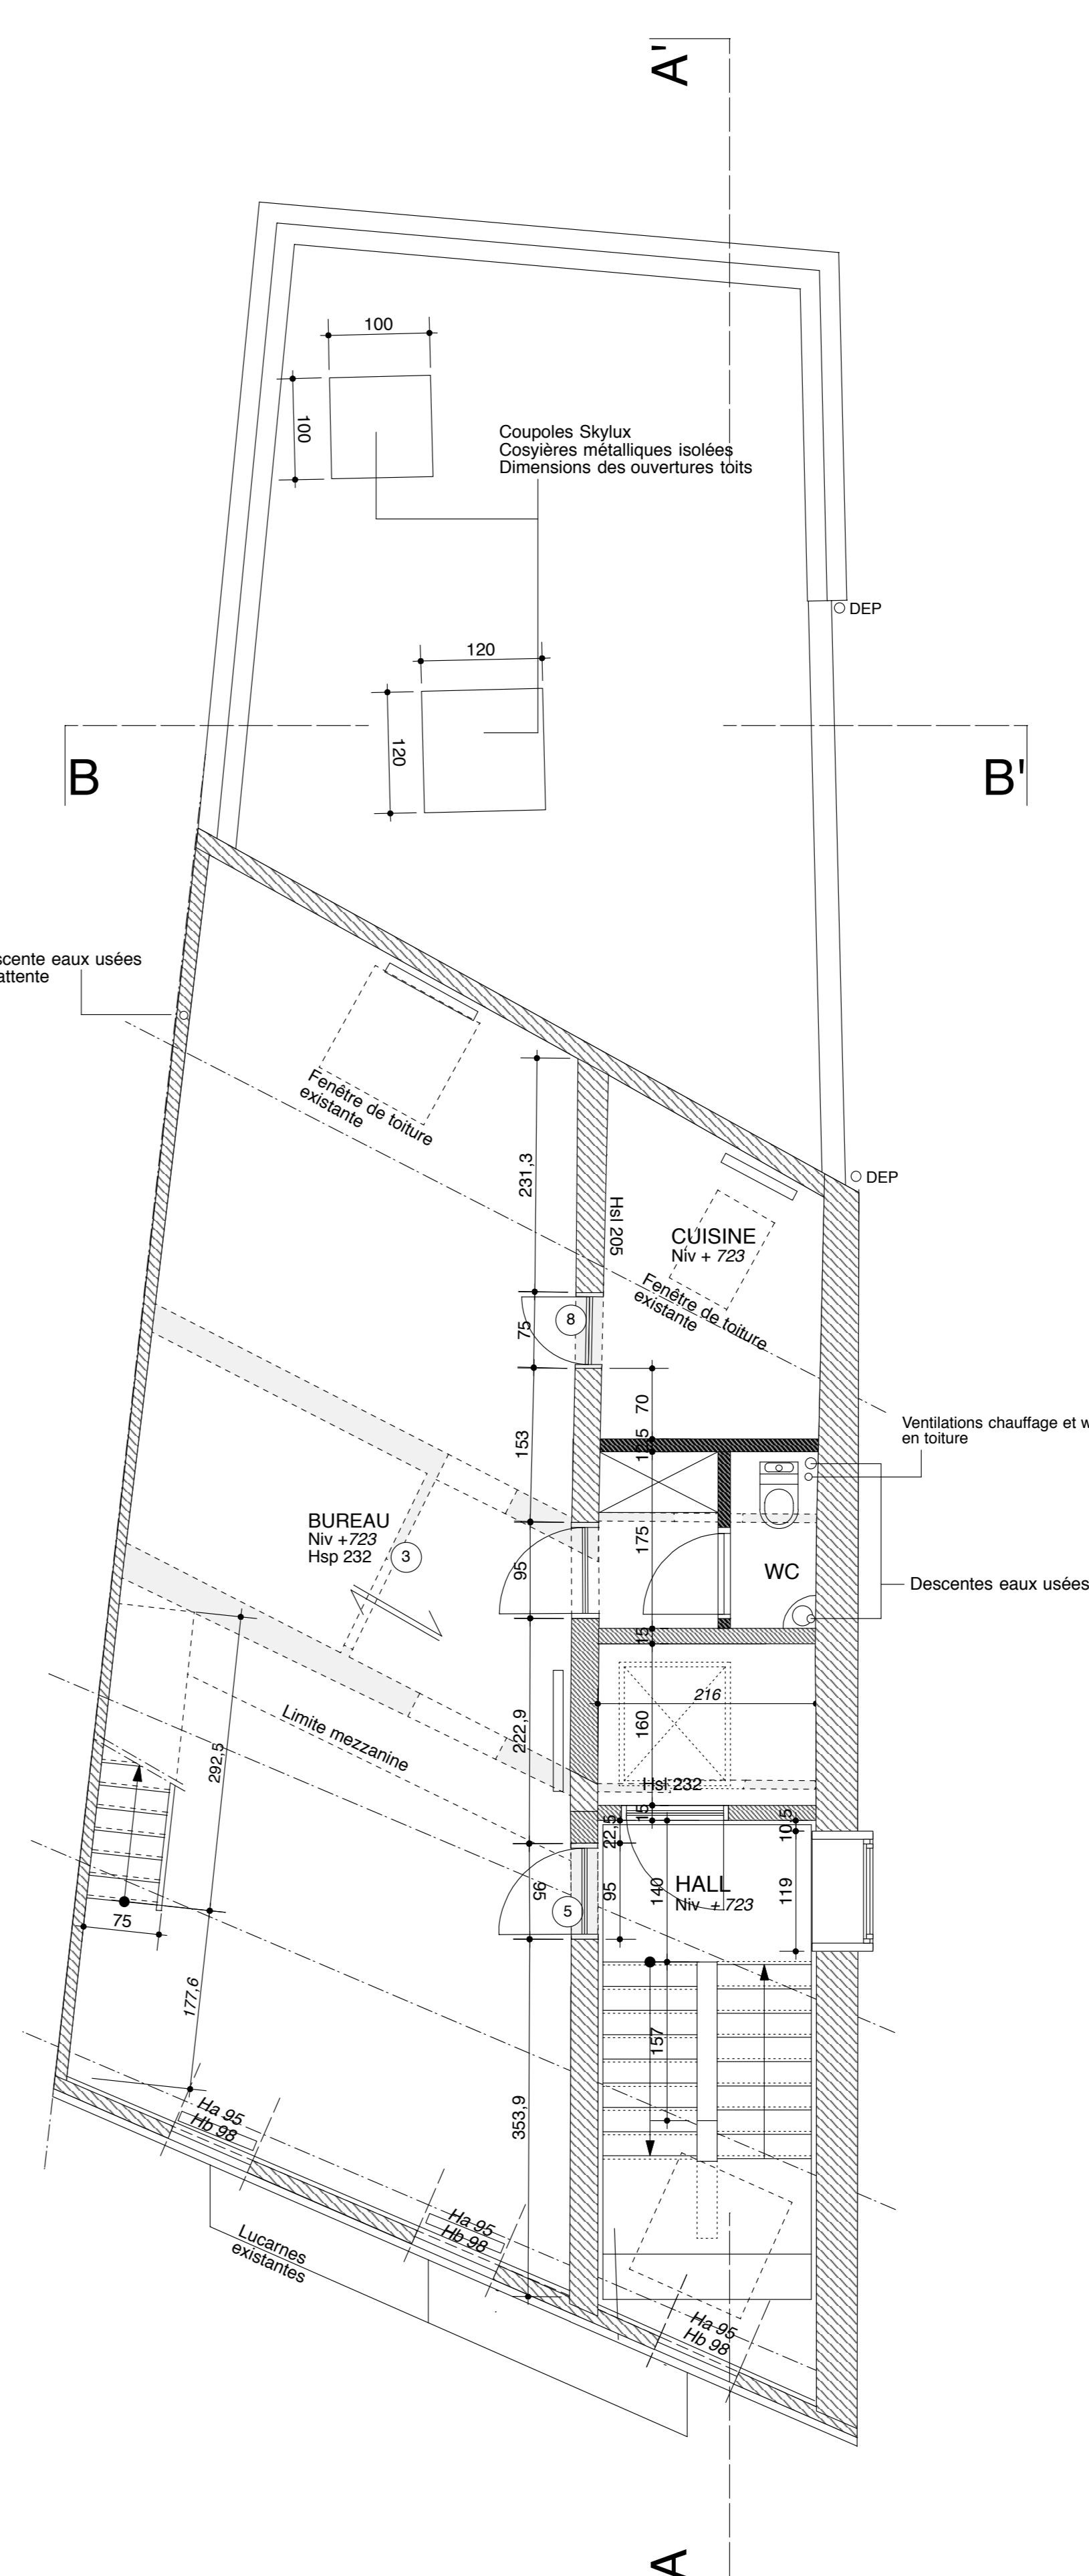 A'
100
100
Coupoles Skylux
Cosyières métalliques isolées
Dimensions des ouvertures toits
DEP
120
120
B
B'
eaux usées
attente
Fenêtre de toiture
existante
231,3
Hsl 205
DEP
CUISINE
Niv + 723
Fenêtre de toiture
existante
8
75
70
Ventilations chauffage et
en toiture
153
BUREAU
Niv +723
Hsp 232
3
95
175
WC
Descentes eaux usées
15
216
160
222,9
Limite mezzanine
292,5
Hsl 232
15
22,5
10,5
95
5
95
140
HALL
Niv + 723
119
75
177,6
157
353,9
Ha 95
Hb 98
Ha 95
Hb 98
Lucarnes
existantes
Ha 95
Hb 98
A